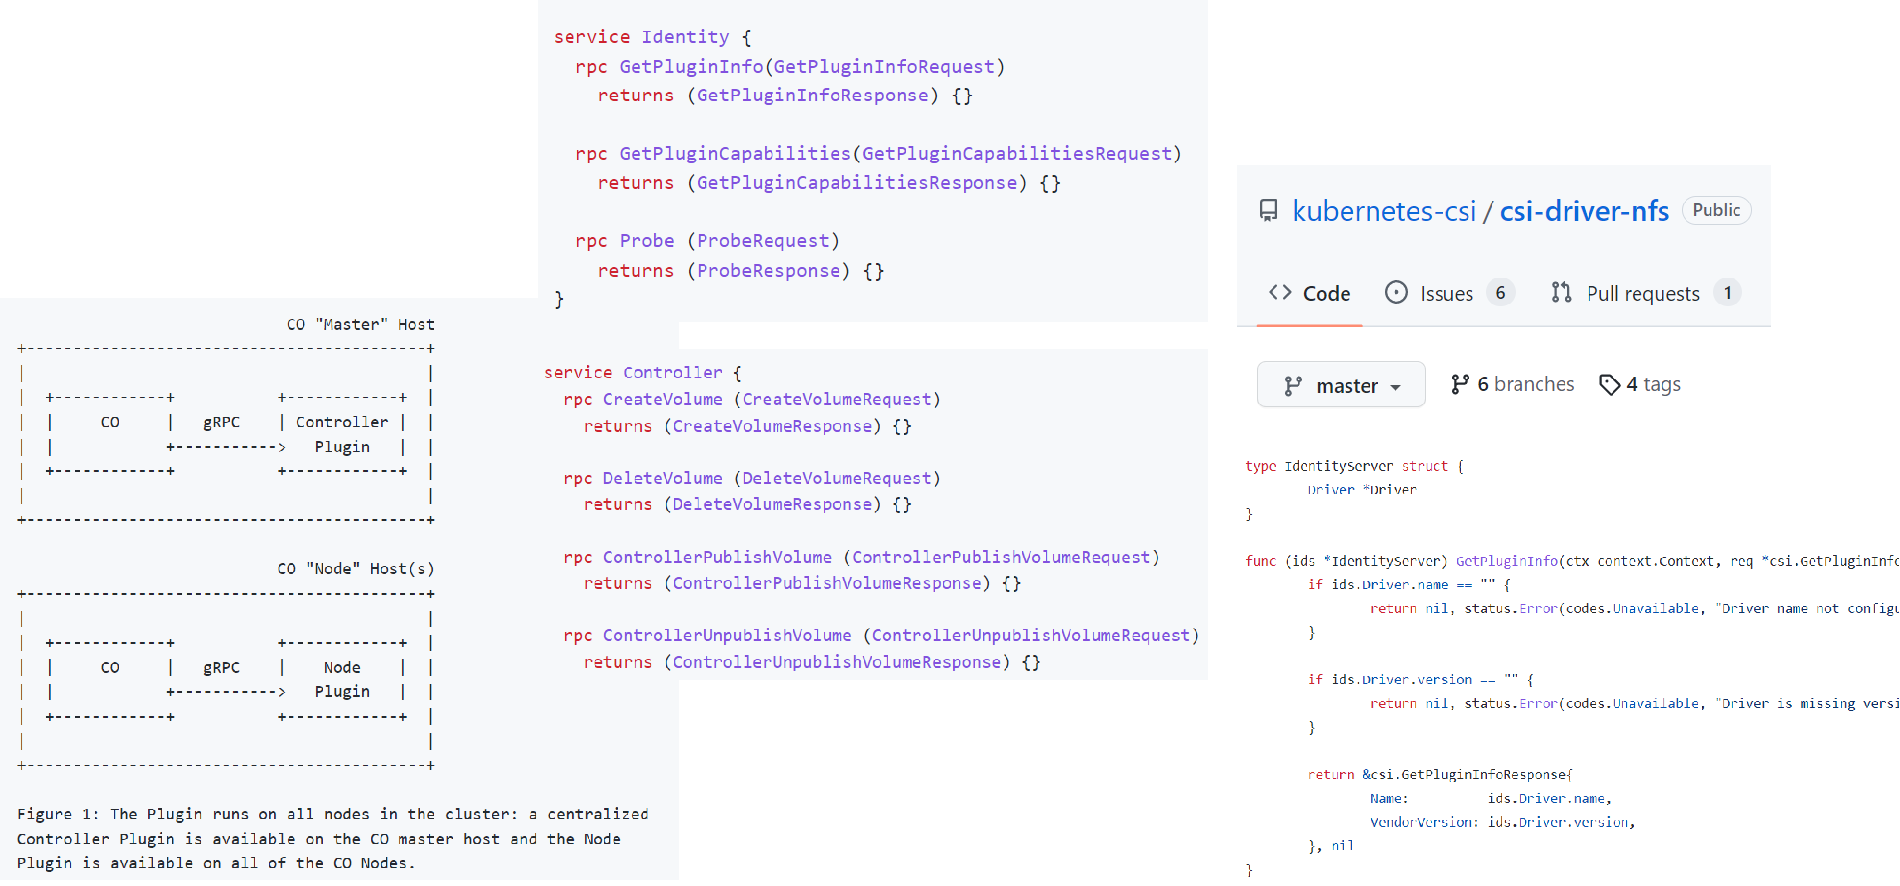 service Identity {
  rpc GetPluginInfo(GetPluginInfoRequest)
    returns (GetPluginInfoResponse) {}

  rpc GetPluginCapabilities(GetPluginCapabilitiesRequest)
    returns (GetPluginCapabilitiesResponse) {}

  rpc Probe (ProbeRequest)
    returns (ProbeResponse) {}
}
CO "Master" Host
+-------------------------------------------+
|                                           |
|  +------------+           +------------+  |
|  |     CO     |   gRPC    | Controller |  |
|  |            +----------->   Plugin   |  |
|  +------------+           +------------+  |
|                                           |
+-------------------------------------------+
CO "Node" Host(s)
+-------------------------------------------+
|                                           |
|  +------------+           +------------+  |
|  |     CO     |   gRPC    |    Node    |  |
|  |            +----------->   Plugin   |  |
|  +------------+           +------------+  |
|                                           |
+-------------------------------------------+
Figure 1: The Plugin runs on all nodes in the cluster: a centralized
Controller Plugin is available on the CO master host and the Node
Plugin is available on all of the CO Nodes.
service Controller {
  rpc CreateVolume (CreateVolumeRequest)
    returns (CreateVolumeResponse) {}

  rpc DeleteVolume (DeleteVolumeRequest)
    returns (DeleteVolumeResponse) {}

  rpc ControllerPublishVolume (ControllerPublishVolumeRequest)
    returns (ControllerPublishVolumeResponse) {}

  rpc ControllerUnpublishVolume (ControllerUnpublishVolumeRequest)
    returns (ControllerUnpublishVolumeResponse) {}
kubernetes-csi / csi-driver-nfs Public
<> Code Issues 6 Pull requests 1
master 6 branches 4 tags
type IdentityServer struct {
        Driver *Driver
}

func (ids *IdentityServer) GetPluginInfo(ctx context.Context, req *csi.GetPluginInfo
        if ids.Driver.name == "" {
                return nil, status.Error(codes.Unavailable, "Driver name not configu
        }

        if ids.Driver.version == "" {
                return nil, status.Error(codes.Unavailable, "Driver is missing versi
        }

        return &csi.GetPluginInfoResponse{
                Name:          ids.Driver.name,
                VendorVersion: ids.Driver.version,
        }, nil
}